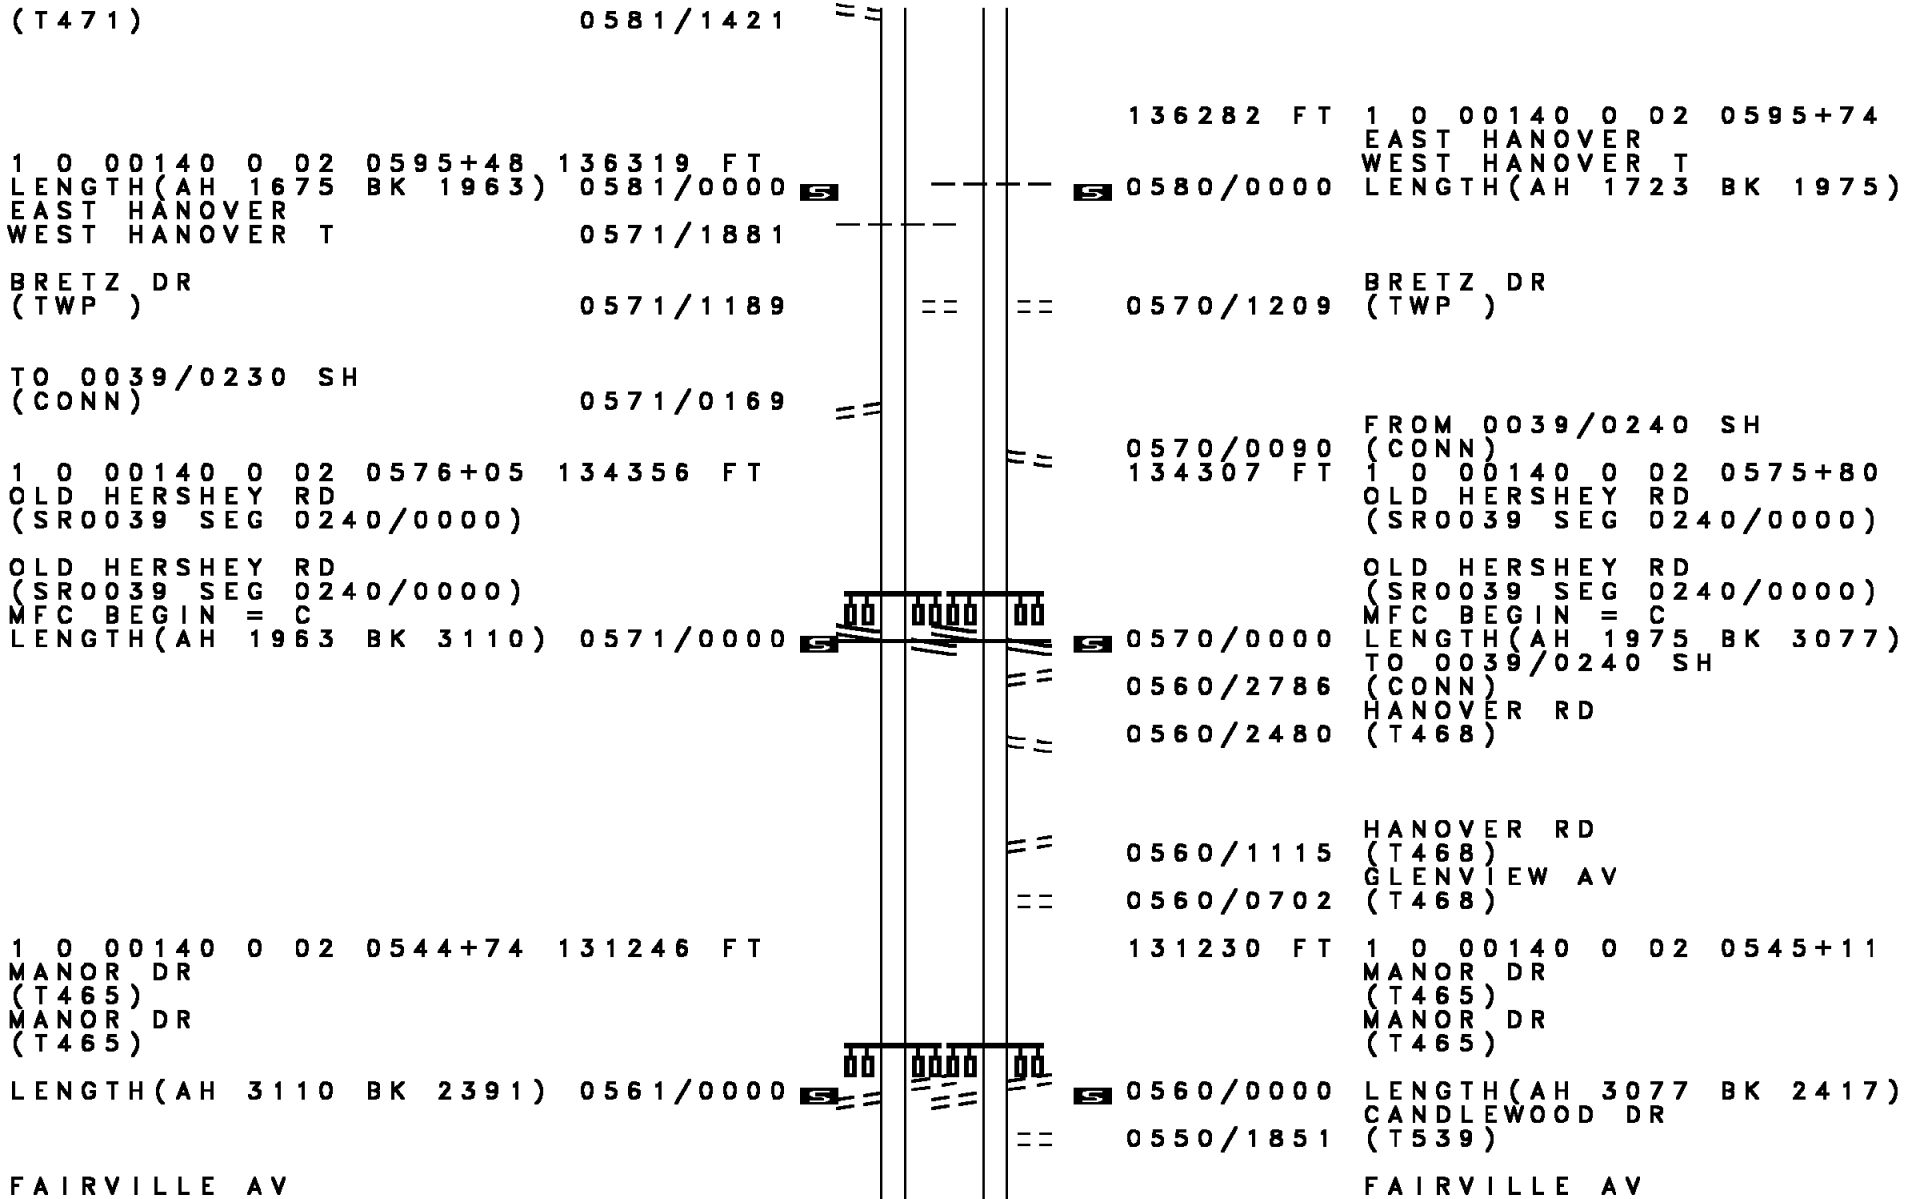 (T471) 0581/1421
136282 FT 1 0 00140 0 02 0595+74
EAST HANOVER
1 0 00140 0 02 0595+48 136319 FT WEST HANOVER T
LENGTH(AH 1675 BK 1963) 0581/0000 S S 0580/0000 LENGTH(AH 1723 BK 1975)
EAST HANOVER
WEST HANOVER T 0571/1881
BRETZ DR BRETZ DR
(TWP ) 0571/1189 0570/1209 (TWP )
TO 0039/0230 SH
(CONN) 0571/0169
FROM 0039/0240 SH
0570/0090 (CONN)
1 0 00140 0 02 0576+05 134356 FT 134307 FT 1 0 00140 0 02 0575+80
OLD HERSHEY RD OLD HERSHEY RD
(SR0039 SEG 0240/0000) (SR0039 SEG 0240/0000)
OLD HERSHEY RD OLD HERSHEY RD
(SR0039 SEG 0240/0000) (SR0039 SEG 0240/0000)
MFC BEGIN = C MFC BEGIN = C
LENGTH(AH 1963 BK 3110) 0571/0000 S S 0570/0000 LENGTH(AH 1975 BK 3077)
TO 0039/0240 SH
0560/2786 (CONN)
HANOVER RD
0560/2480 (T468)
HANOVER RD
0560/1115 (T468)
GLENVIEW AV
0560/0702 (T468)
1 0 00140 0 02 0544+74 131246 FT 131230 FT 1 0 00140 0 02 0545+11
MANOR DR MANOR DR
(T465) (T465)
MANOR DR MANOR DR
(T465) (T465)
LENGTH(AH 3110 BK 2391) 0561/0000 S S 0560/0000 LENGTH(AH 3077 BK 2417)
CANDLEWOOD DR
0550/1851 (T539)
FAIRVILLE AV FAIRVILLE AV